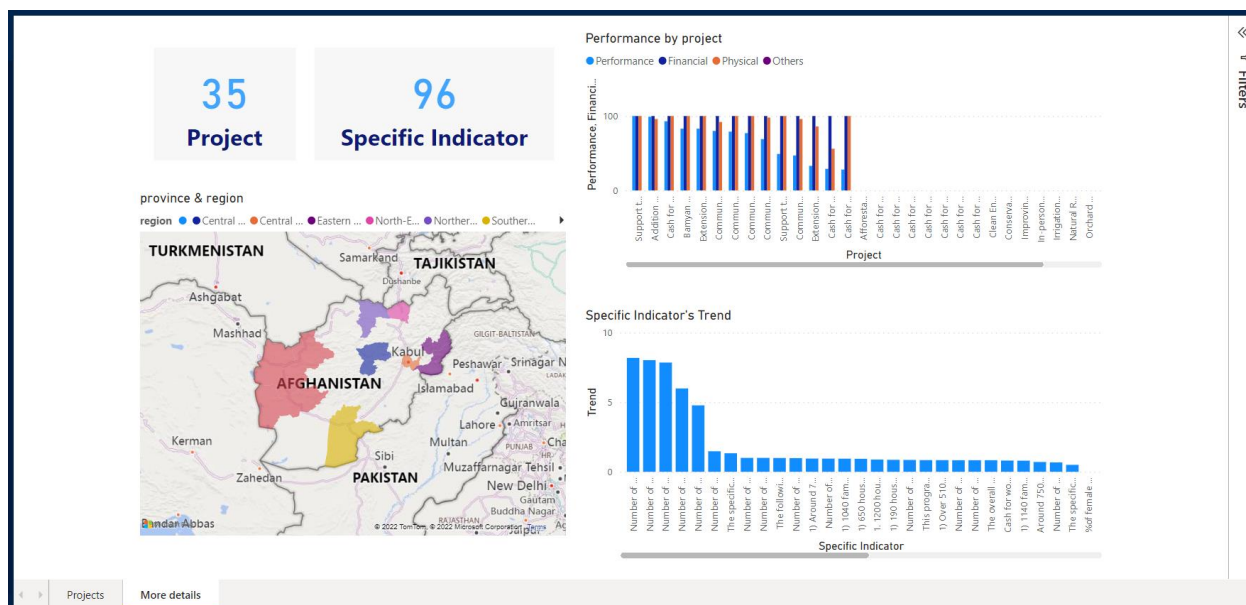 35
Project
96
Specific Indicator
province & region
region Central ... Central ... Eastern ... North-E... Norther... Souther...
TURKMENISTAN
Samarkand
TAJIKISTAN
Dushanbe
Ashgabat
Mashhad
GILGIT-BALTISTAN
Kabul
Peshawar
Srinagar
LADAK
AFGHANISTAN
Islamabad
Gujranwala
Lahore
Amritsar
Kerman
Multan
PUNJAB
Cha
HR.
Sibi
Muzaffarnagar Tehsil
Zahedan
PAKISTAN
New Delhi
Gautam
Buddha Nagar
RAJASTHAN
Bandar Abbas
© 2022 TomTom, © 2022 Microsoft Corporation Terms
Jaipur
Performance by project
Performance Financial Physical Others
Performance, Financi...
100
0
Support t...
Addition ...
Cash for ...
Bamyan ...
Extension...
Commun...
Commun...
Commun...
Commun...
Support t...
Commun...
Extension...
Cash for ...
Cash for ...
Afforesta...
Cash for ...
Cash for ...
Cash for ...
Cash for ...
Cash for ...
Cash for ...
Cash for ...
Clean En...
Conserva...
Improvin...
In-person...
Irrigation...
Natural R...
Orchard ...
Project
Specific Indicator's Trend
Trend
10
5
0
Number of ...
Number of ...
Number of ...
Number of ...
Number of ...
Number of ...
The specific...
Number of ...
Number of ...
The followi...
Number of ...
1) Around 7...
Number of...
1) 1040 fam...
1) 650 hous...
1. 1200 hou...
1) 190 hous...
Number of ...
This progra...
1) Over 510...
Number of ...
Number of ...
The overall ...
Cash for wo...
1) 1140 fam...
Around 750...
Number of ...
The specific...
%of female ...
Specific Indicator
Filters
Projects
More details